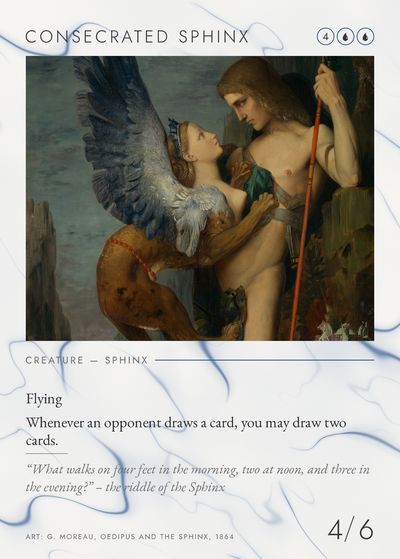 CONSECRATED SPHINX 4
CREATURE — SPHINX
Flying
Whenever an opponent draws a card, you may draw two
cards.
“What walks on four feet in the morning, two at noon, and three in
the evening?” – the riddle of the Sphinx
ART: G. MOREAU, OEDIPUS AND THE SPHINX, 1864
4/6